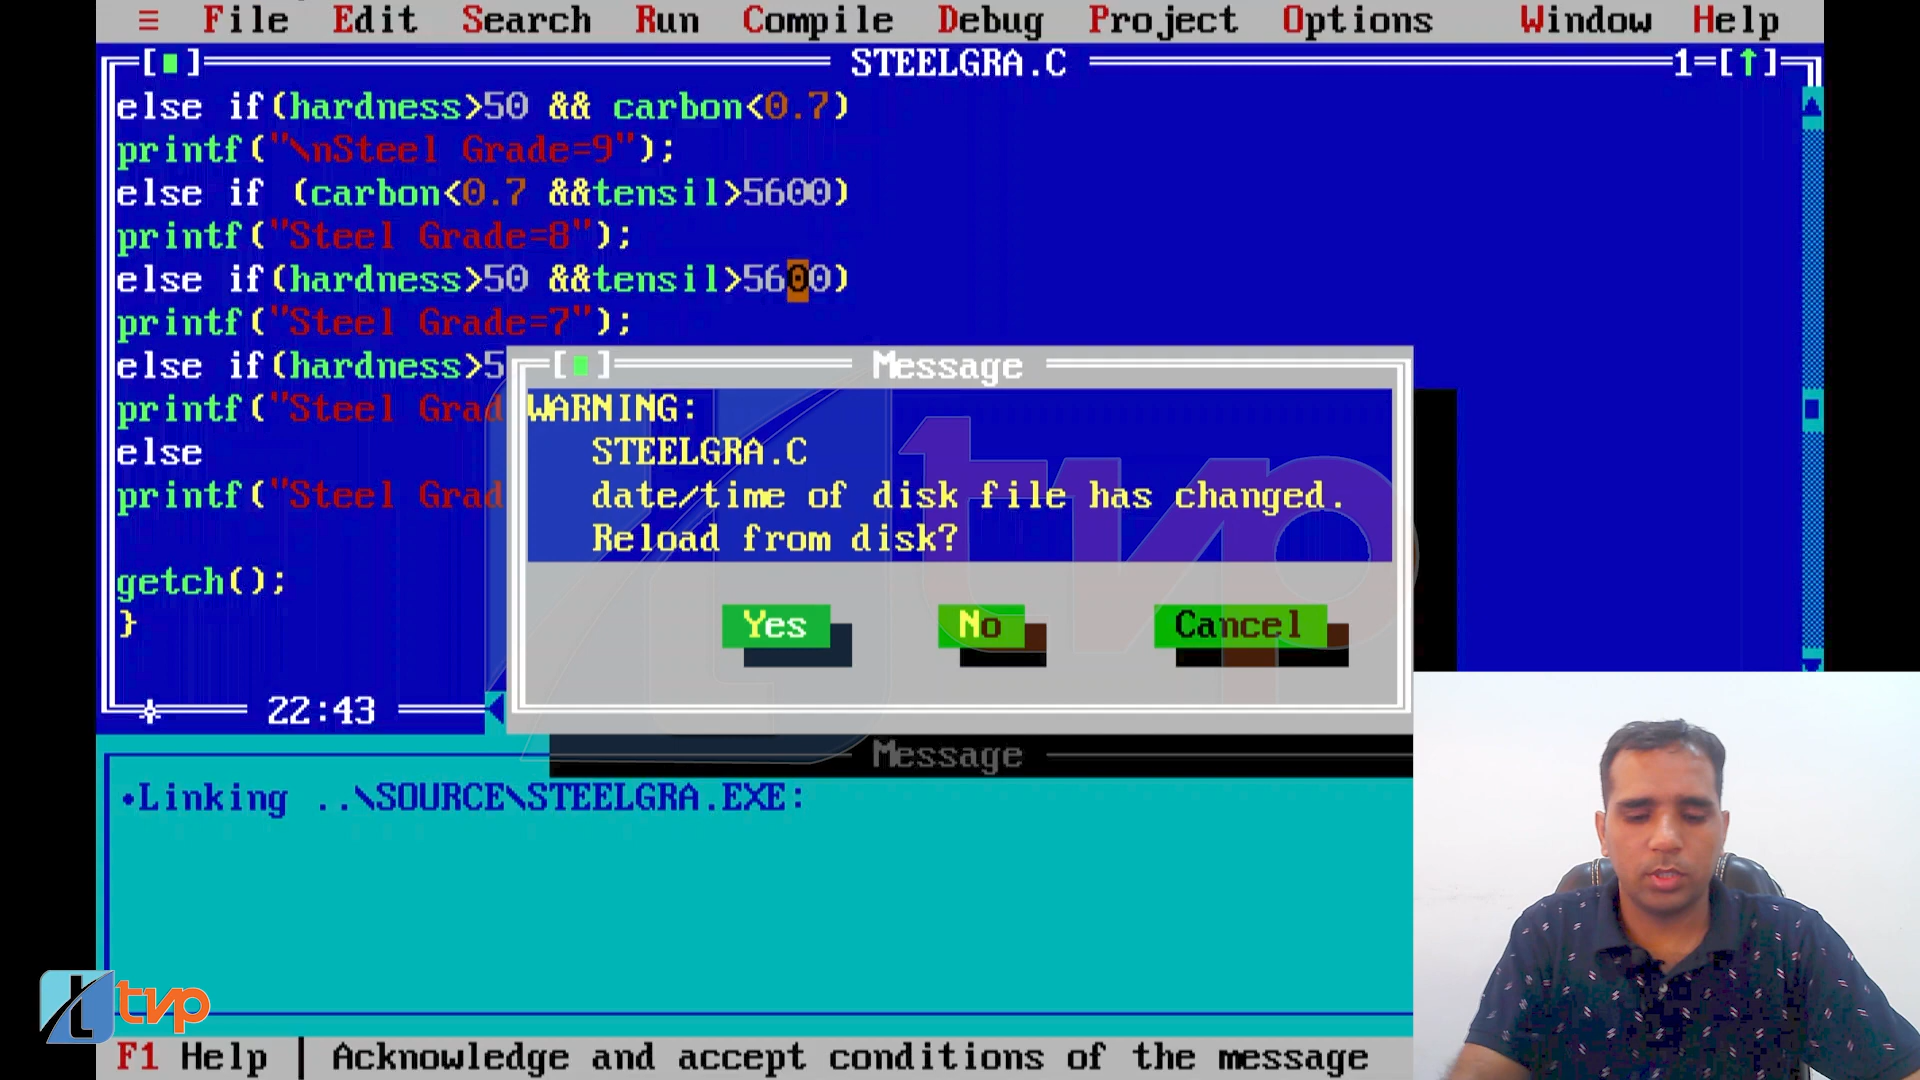 ≡ File Edit Search Run Compile Debug Project Options Window Help
[■] STEELGRA.C 1=[↑]
else if(hardness>50 && carbon<0.7)
printf("\nSteel Grade=9");
else if (carbon<0.7 &&tensil>5600)
printf("Steel Grade=8");
else if(hardness>50 &&tensil>5600)
printf("Steel Grade=7");
else if(hardness>5
printf("Steel Grad
else
printf("Steel Grad
getch();
}
22:43
[■] Message
WARNING:
STEELGRA.C
date/time of disk file has changed.
Reload from disk?
Yes No Cancel
tvp
Message
•Linking ..\SOURCE\STEELGRA.EXE:
t tvp
F1 Help | Acknowledge and accept conditions of the message